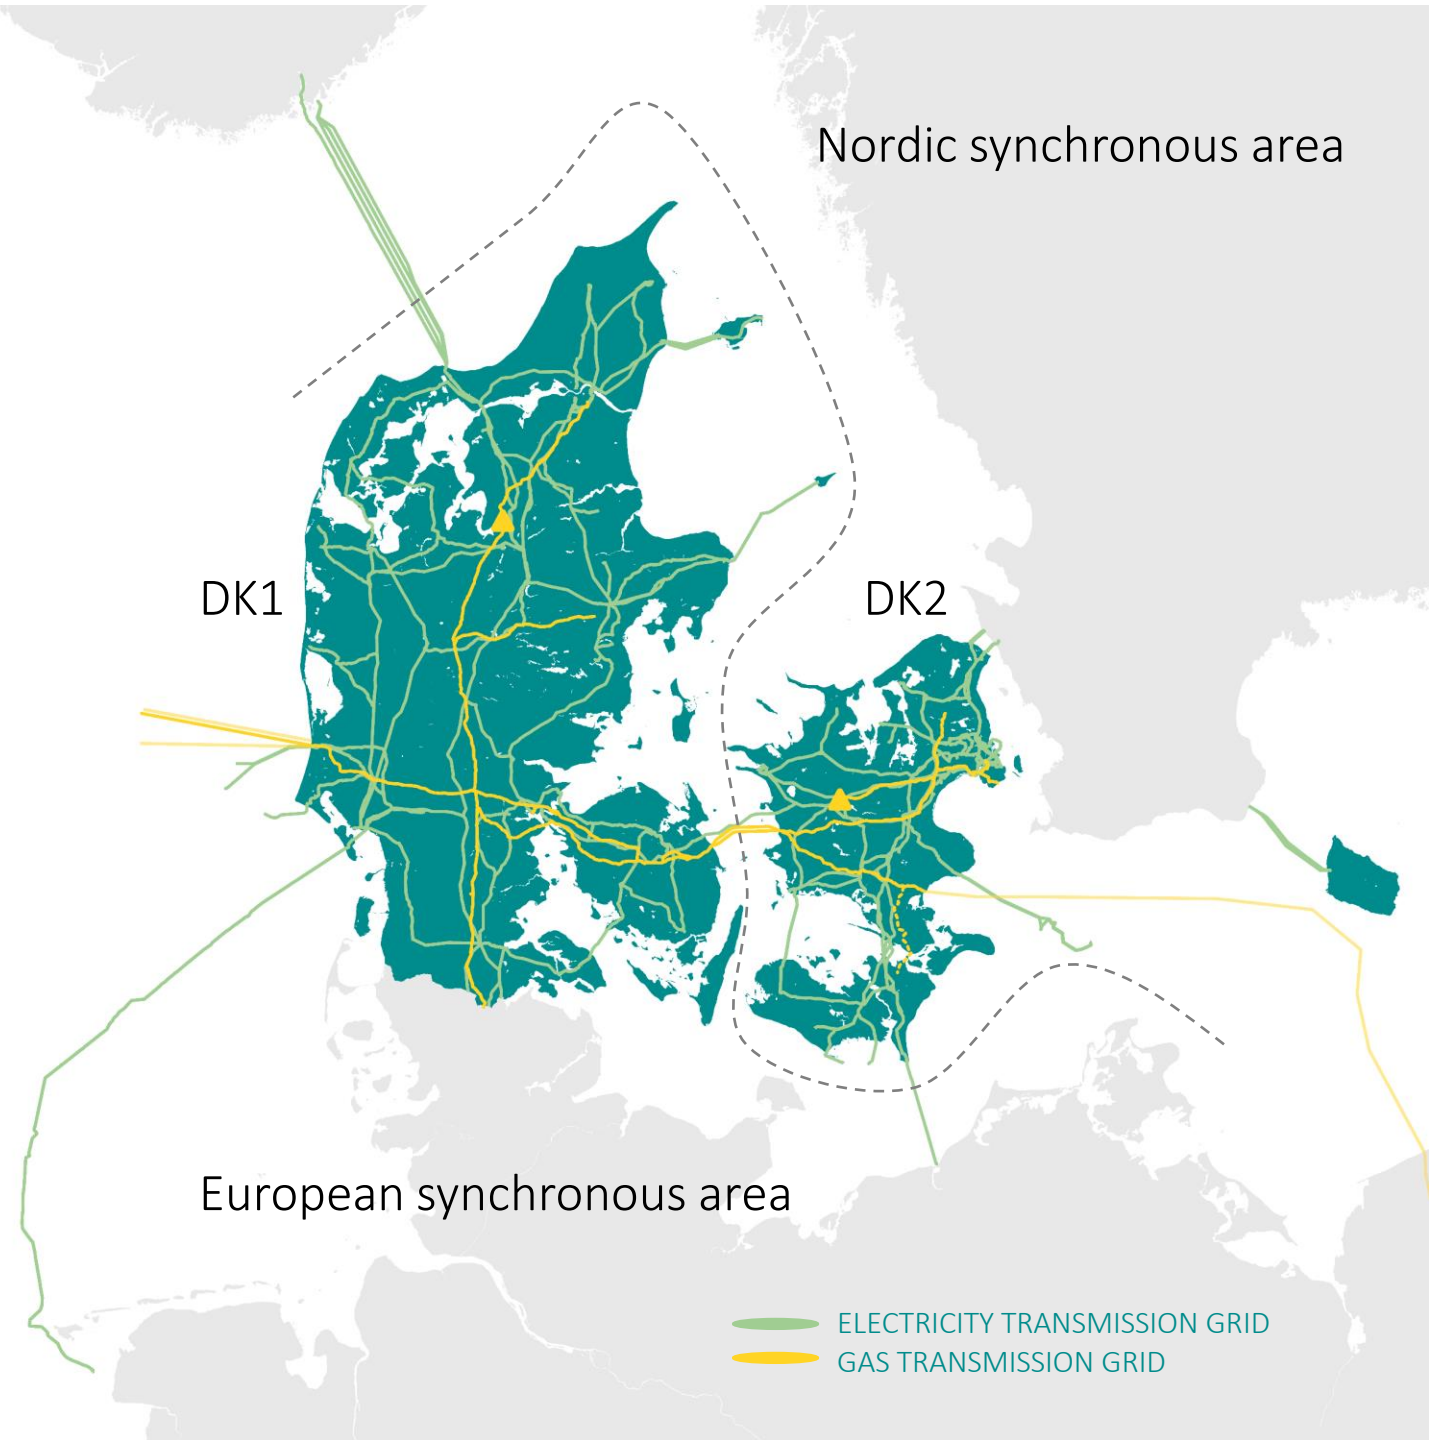 Nordic synchronous area
DK1
DK2
European synchronous area
ELECTRICITY TRANSMISSION GRID
GAS TRANSMISSION GRID